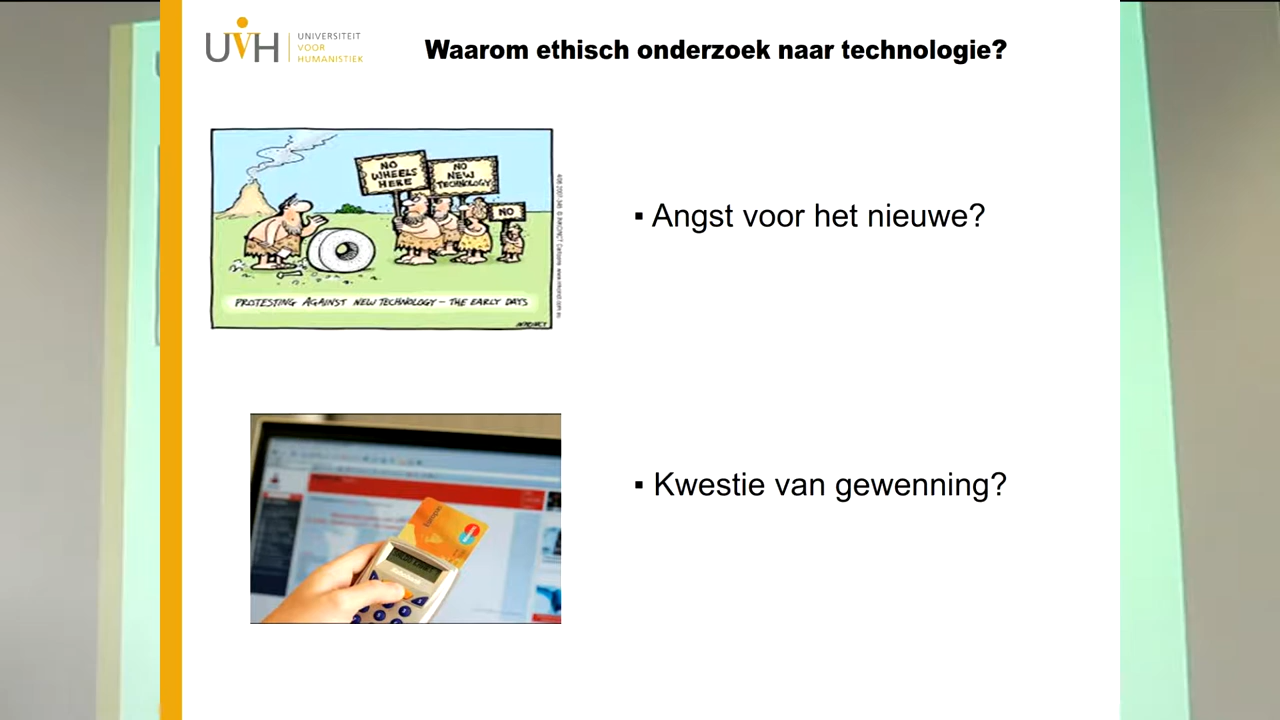 UVH
UNIVERSITEIT
VOOR
HUMANISTIEK
Waarom ethisch onderzoek naar technologie?
NO
WHEELS
HERE
NO
NEW
TECHNOLOGY
NO
PROTESTING AGAINST NEW TECHNOLOGY – THE EARLY DAYS
▪ Angst voor het nieuwe?
▪ Kwestie van gewenning?